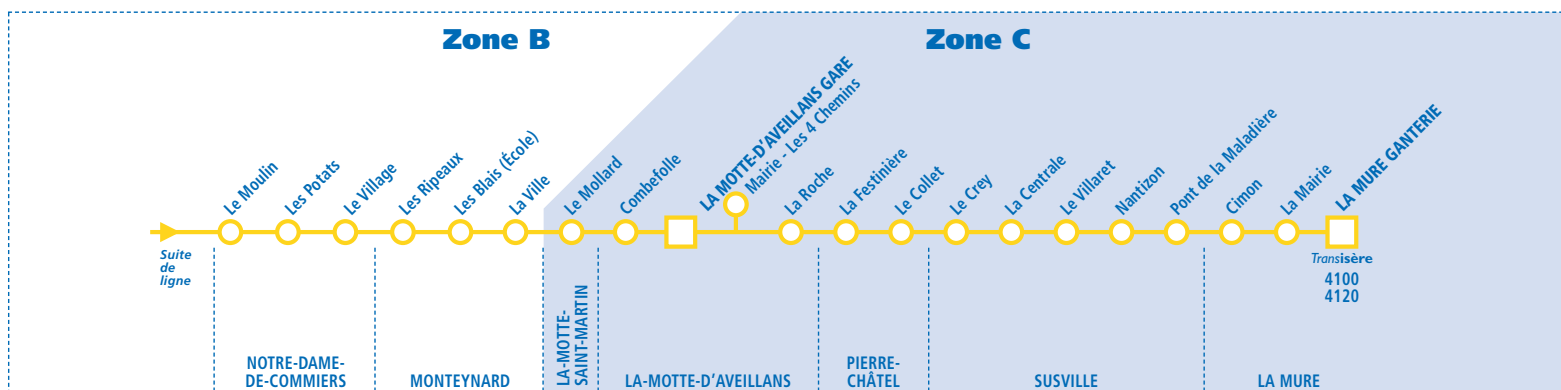 Zone B
Zone C
Le Moulin
Les Potats
Le Village
Les Ripeaux
Les Blais (École)
La Ville
Le Mollard
Combefolle
LA MOTTE-D'AVEILLANS GARE
Mairie - Les 4 Chemins
La Roche
La Festinière
Le Collet
Le Crey
La Centrale
Le Villaret
Nantizon
Pont de la Maladière
Cimon
La Mairie
LA MURE GANTERIE
Suite
de
ligne
Transisère
4100
4120
NOTRE-DAME-
DE-COMMIERS
MONTEYNARD
LA-MOTTE-
SAINT-MARTIN
LA-MOTTE-D'AVEILLANS
PIERRE-
CHÂTEL
SUSVILLE
LA MURE